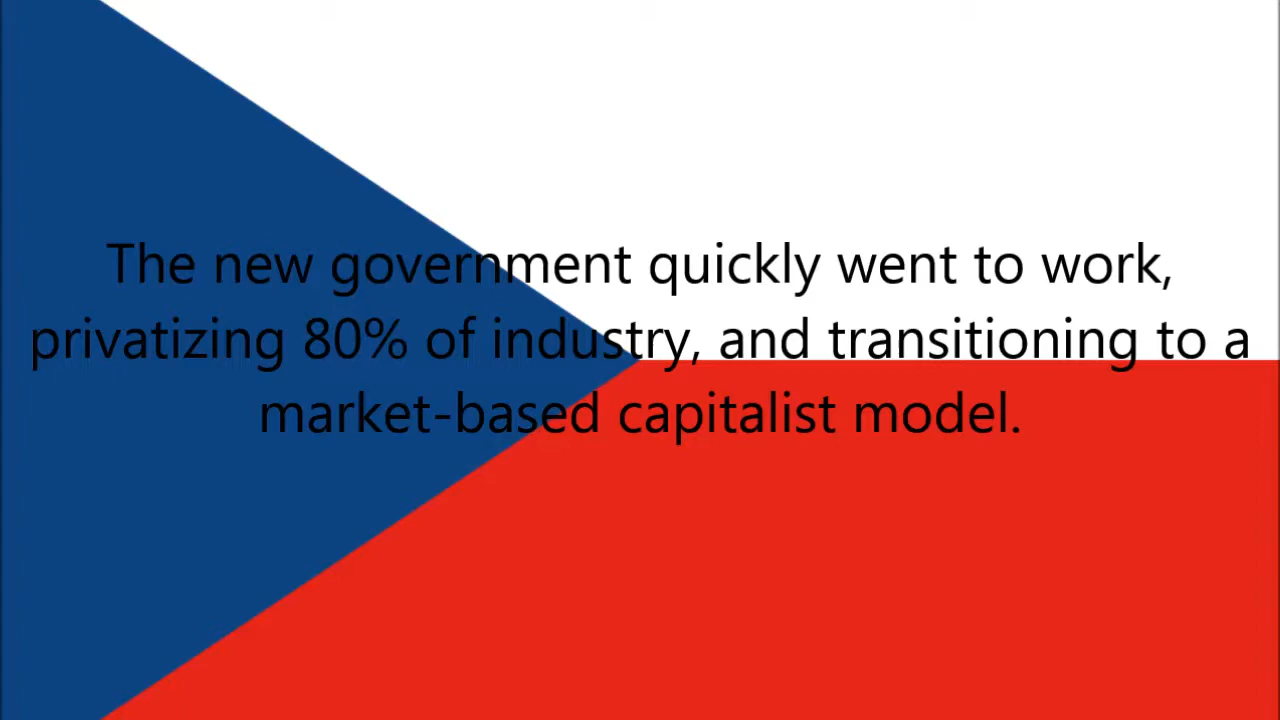 The new government quickly went to work,
privatizing 80% of industry, and transitioning to a
market-based capitalist model.